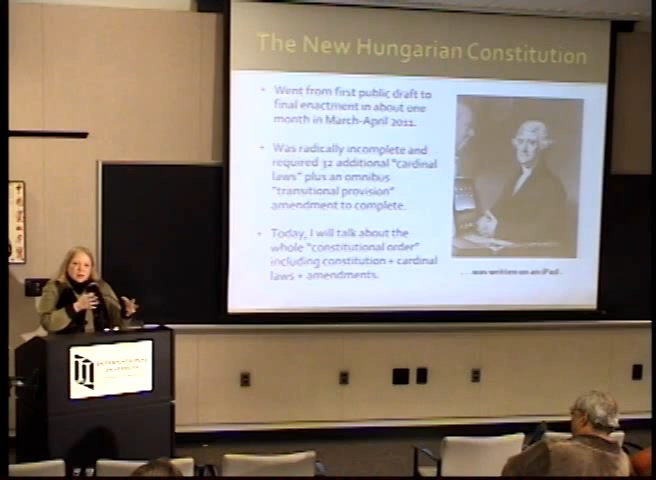 The New Hungarian Constitution
• Went from first public draft to
final enactment in about one
month in March-April 2011.
• Was radically incomplete and
required 32 additional "cardinal
laws" plus an omnibus
"transitional provision"
amendment to complete.
• Today, I will talk about the
whole "constitutional order"
including constitution + cardinal
laws + amendments.
... was written on an iPad.
INTERNATIONAL
INSTITUTE